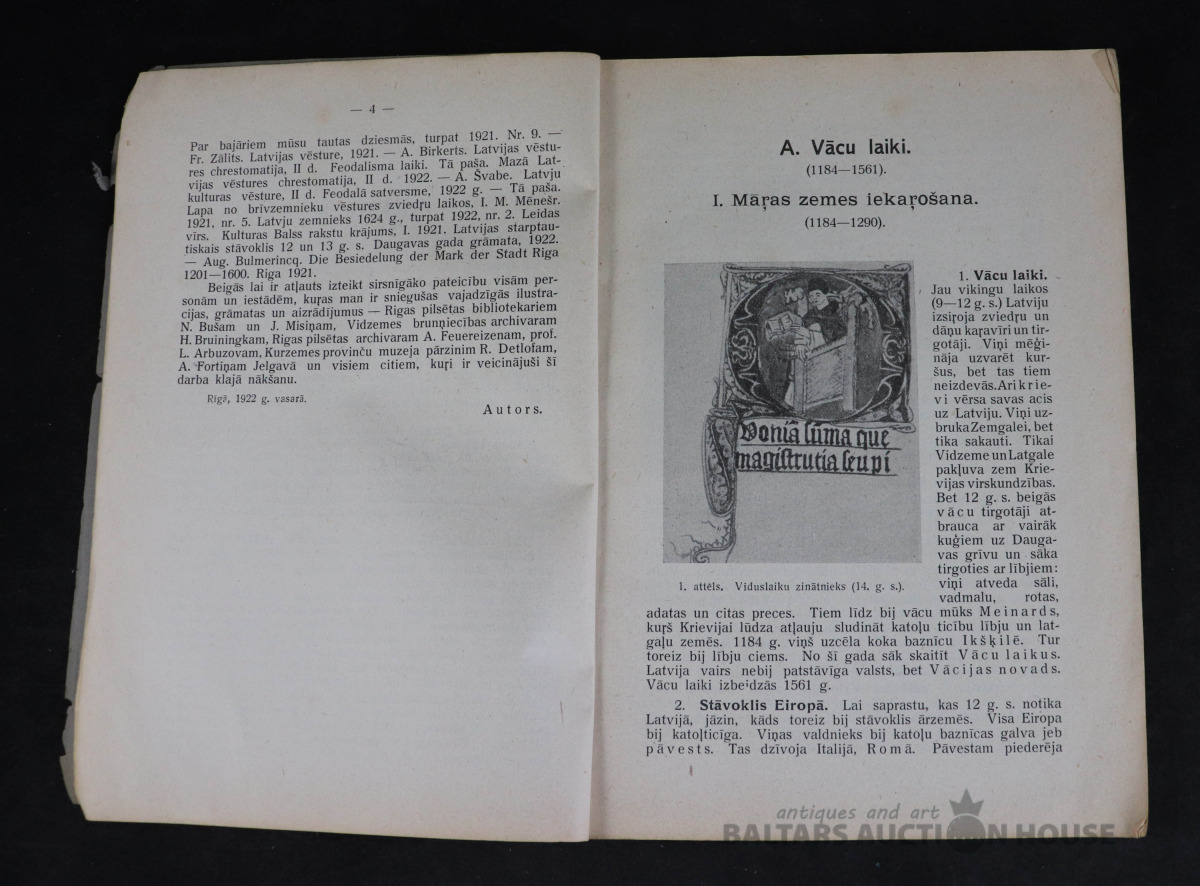 — 4 —
Par bajāriem mūsu tautas dziesmās, turpat 1921. Nr. 9. —
Fr. Zālīts. Latvijas vēsture, 1921. — A. Birkerts. Latvijas vēstu-
res chrestomatija, II d. Feodalisma laiki. Tā paša. Mazā Lat-
vijas vēstures chrestomatija, II d. 1922. — A. Švabe. Latvju
kulturas vēsture, II d. Feodalā satversme, 1922 g. — Tā paša.
Lapa no brīvzemnieku vēstures zviedŗu laikos, I. M. Mēnešr.
1921, nr. 5. Latvju zemnieks 1624 g., turpat 1922, nr. 2. Leidas
vīrs. Kulturas Balss rakstu krājums, I. 1921. Latvijas starptau-
tiskais stāvoklis 12 un 13 g. s. Daugavas gada grāmata, 1922.
— Aug. Bulmerincq. Die Besiedelung der Mark der Stadt Riga
1201—1600. Riga 1921.
Beigās lai ir atļauts izteikt sirsnīgāko pateicību visām per-
sonām un iestādēm, kuŗas man ir sniegušas vajadzīgās ilustra-
cijas, grāmatas un aizrādījumus — Rīgas pilsētas bibliotekariem
N. Bušam un J. Misiņam, Vidzemes bruņniecības archivaram
H. Bruiningkam, Rīgas pilsētas archivaram A. Feuereizenam, prof.
L. Arbuzovam, Kurzemes provinču muzeja pārzinim R. Detlofam,
A. Fortiņam Jelgavā un visiem citiem, kuŗi ir veicinājuši šī
darba klajā nākšanu.
Rīgā, 1922 g. vasarā.
Autors.
A. Vācu laiki.
(1184—1561).
I. Māŗas zemes iekaŗošana.
(1184—1290).
vonia suma que
magistrutia seu pi
1. attēls. Viduslaiku zinātnieks (14. g. s.).
1. Vācu laiki.
Jau vikingu laikos
(9—12 g. s.) Latviju
izsiŗoja zviedŗu un
dāņu kaŗavīri un tir-
gotāji. Viņi mēģi-
nāja uzvarēt kur-
šus, bet tas tiem
neizdevās. Arī krie-
vi vērsa savas acis
uz Latviju. Viņi uz-
bruka Zemgalei, bet
tika sakauti. Tikai
Vidzeme un Latgale
pakļuva zem Krie-
vijas virskundzības.
Bet 12 g. s. beigās
vācu tirgotāji at-
brauca ar vairāk
kuģiem uz Dauga-
vas grīvu un sāka
tirgoties ar lībjiem:
viņi atveda sāli,
vadmalu, rotas,
adatas un citas preces. Tiem līdz bij vācu mūks Meinards,
kuŗš Krievijai lūdza atļauju sludināt katoļu ticību lībju un lat-
gaļu zemēs. 1184 g. viņš uzcēla koka baznīcu Ikšķilē. Tur
toreiz bij lībju ciems. No šī gada sāk skaitīt Vācu laikus.
Latvija vairs nebij patstāvīga valsts, bet Vācijas novads.
Vācu laiki izbeidzās 1561 g.
2. Stāvoklis Eiropā. Lai saprastu, kas 12 g. s. notika
Latvijā, jāzin, kāds toreiz bij stāvoklis ārzemēs. Visa Eiropa
bij katoļticīga. Viņas valdnieks bij katoļu baznīcas galva jeb
pāvests. Tas dzīvoja Italijā, Romā. Pāvestam piederēja
antiques and art
BALTARS AUCTION HOUSE